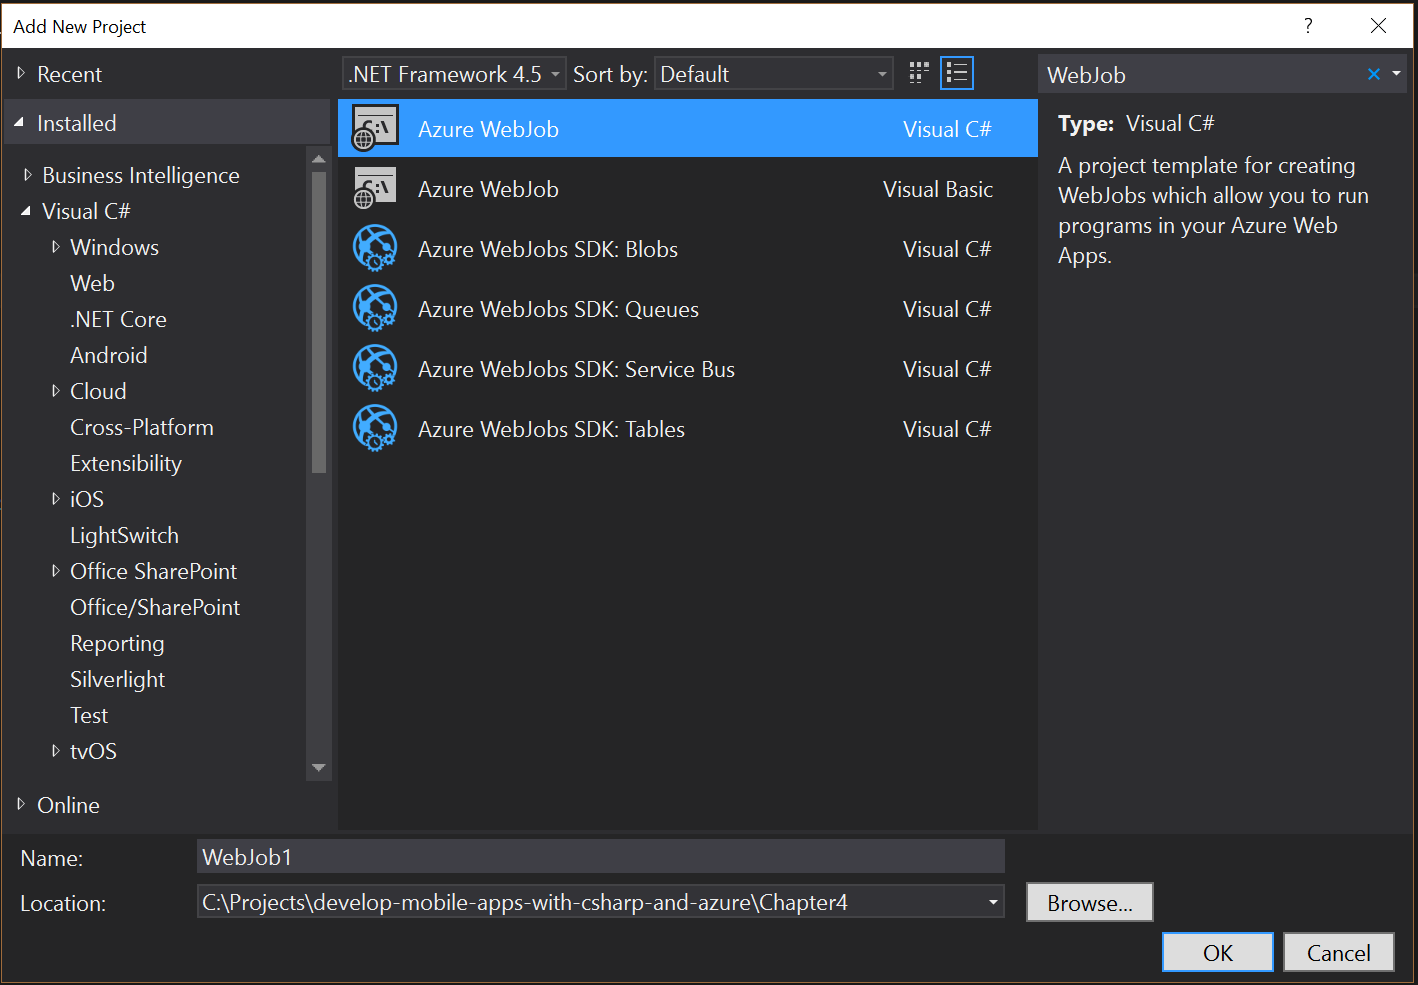 Add New Project
?
Recent
.NET Framework 4.5
Sort by:
Default
WebJob
Installed
Business Intelligence
Visual C#
Windows
Web
.NET Core
Android
Cloud
Cross-Platform
Extensibility
iOS
LightSwitch
Office SharePoint
Office/SharePoint
Reporting
Silverlight
Test
tvOS
Online
Azure WebJob Visual C#
Azure WebJob Visual Basic
Azure WebJobs SDK: Blobs Visual C#
Azure WebJobs SDK: Queues Visual C#
Azure WebJobs SDK: Service Bus Visual C#
Azure WebJobs SDK: Tables Visual C#
Type: Visual C#
A project template for creating
WebJobs which allow you to run
programs in your Azure Web
Apps.
Name: WebJob1
Location: C:\Projects\develop-mobile-apps-with-csharp-and-azure\Chapter4
Browse...
OK
Cancel